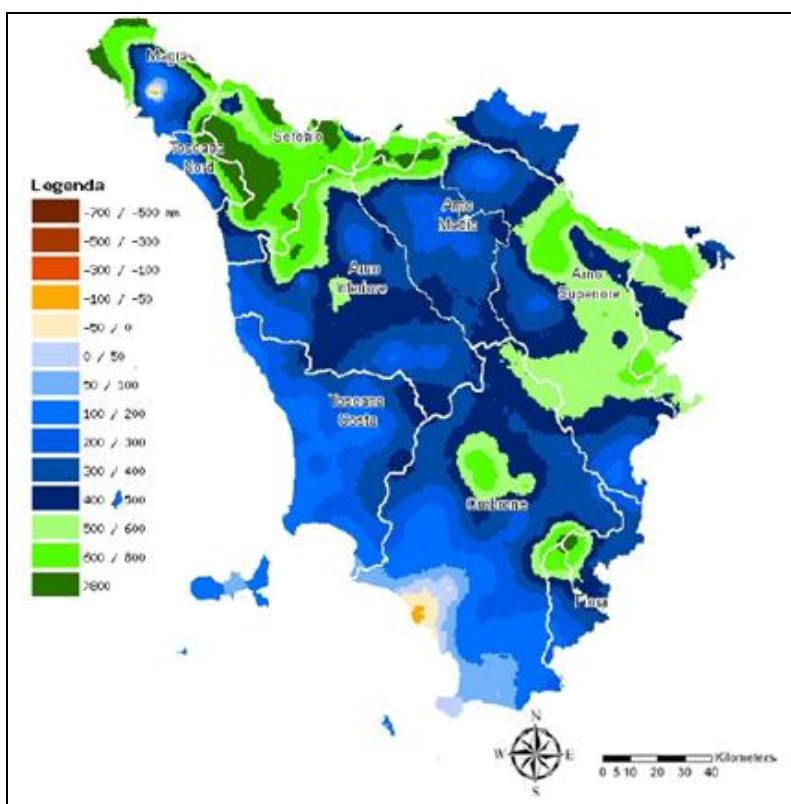 Magra
Serchio
Toscana
Nord
Legenda
-700 / -500 mm
-500 / -300
-300 / -100
-100 / -50
-50 / 0
0 / 50
50 / 100
100 / 200
200 / 300
300 / 400
400 / 500
500 / 600
600 / 800
>800
Arno
Medio
Arno
Inferiore
Arno
Superiore
Toscana
Costa
Ombrone
Fiora
N
W E
S
Kilometers
0 5 10 20 30 40